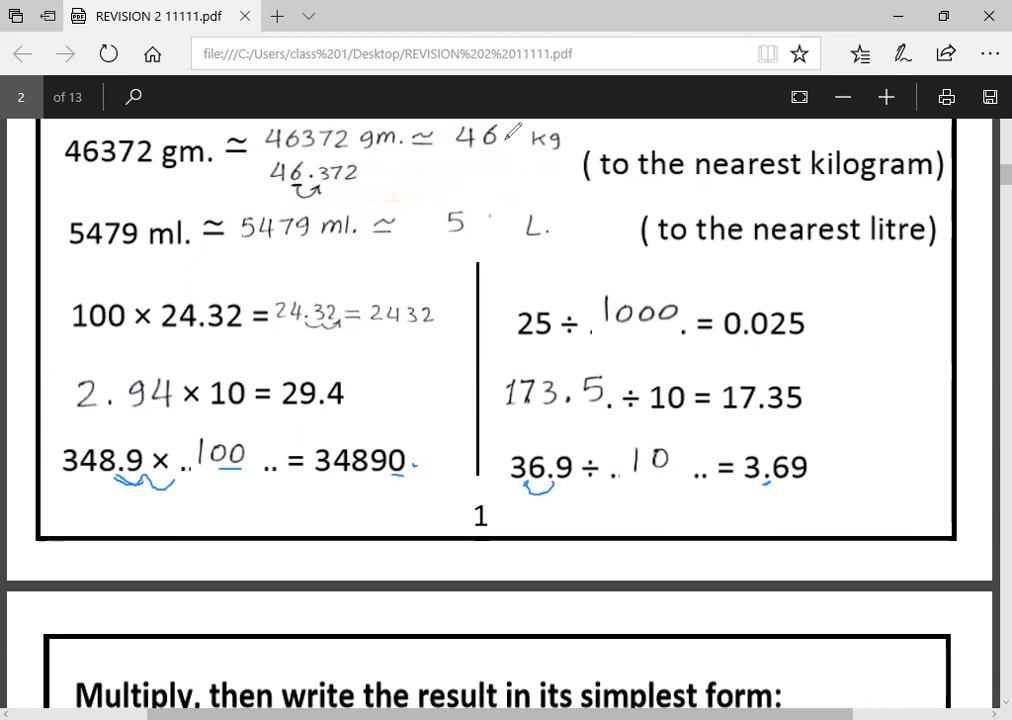 REVISION 2 11111.pdf
file:///C:/Users/class%201/Desktop/REVISION%202%2011111.pdf
2 of 13
46372 gm. ≃ 46372 gm. ≃ 46 kg ( to the nearest kilogram)
46.372
5479 ml. ≃ 5479 ml. ≃ 5 L. ( to the nearest litre)
100 × 24.32 = 24.32 = 2432
2.94 × 10 = 29.4
348.9 × ..100 .. = 34890.
25 ÷ .1000. = 0.025
173.5. ÷ 10 = 17.35
36.9 ÷ ..10 .. = 3.69
1
Multiply, then write the result in its simplest form: